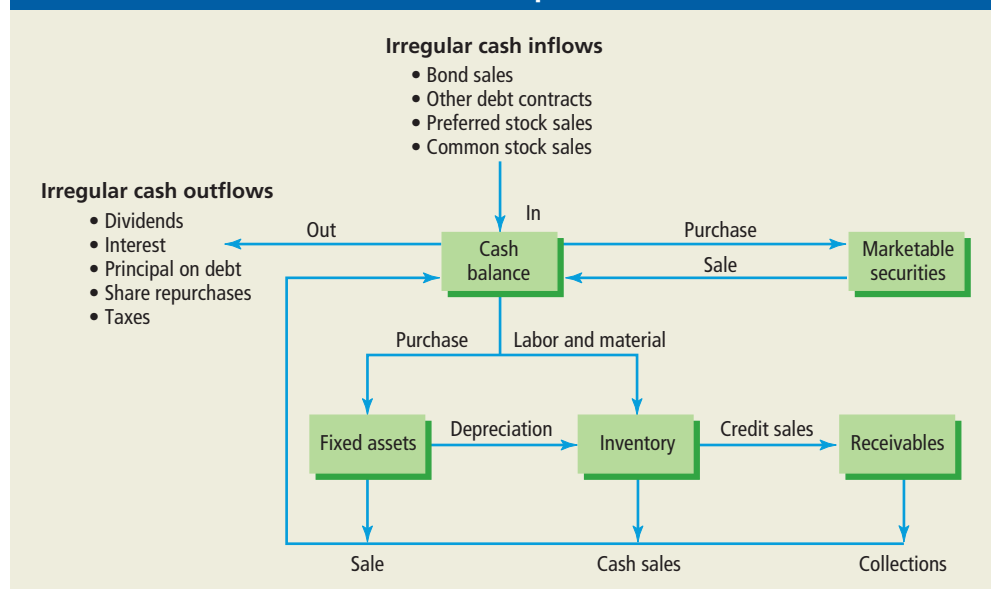 Irregular cash inflows
• Bond sales
• Other debt contracts
• Preferred stock sales
• Common stock sales
Irregular cash outflows
• Dividends
• Interest
• Principal on debt
• Share repurchases
• Taxes
Out
In
Cash
balance
Purchase
Sale
Marketable
securities
Purchase
Labor and material
Fixed assets
Depreciation
Inventory
Credit sales
Receivables
Sale
Cash sales
Collections